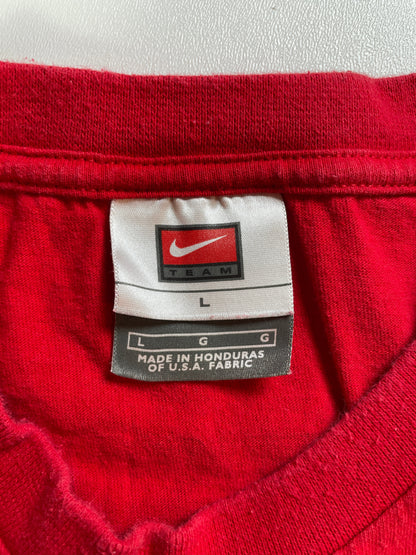 TEAM
L
L G G
MADE IN HONDURAS
OF U.S.A. FABRIC